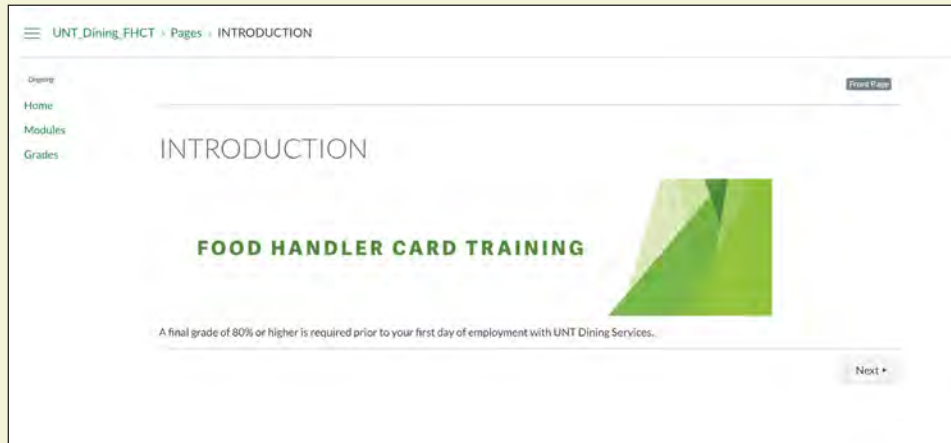 UNT_Dining_FHCT › Pages › INTRODUCTION
Ongoing
Front Page
Home
Modules
Grades
INTRODUCTION
FOOD HANDLER CARD TRAINING
A final grade of 80% or higher is required prior to your first day of employment with UNT Dining Services.
Next ▸